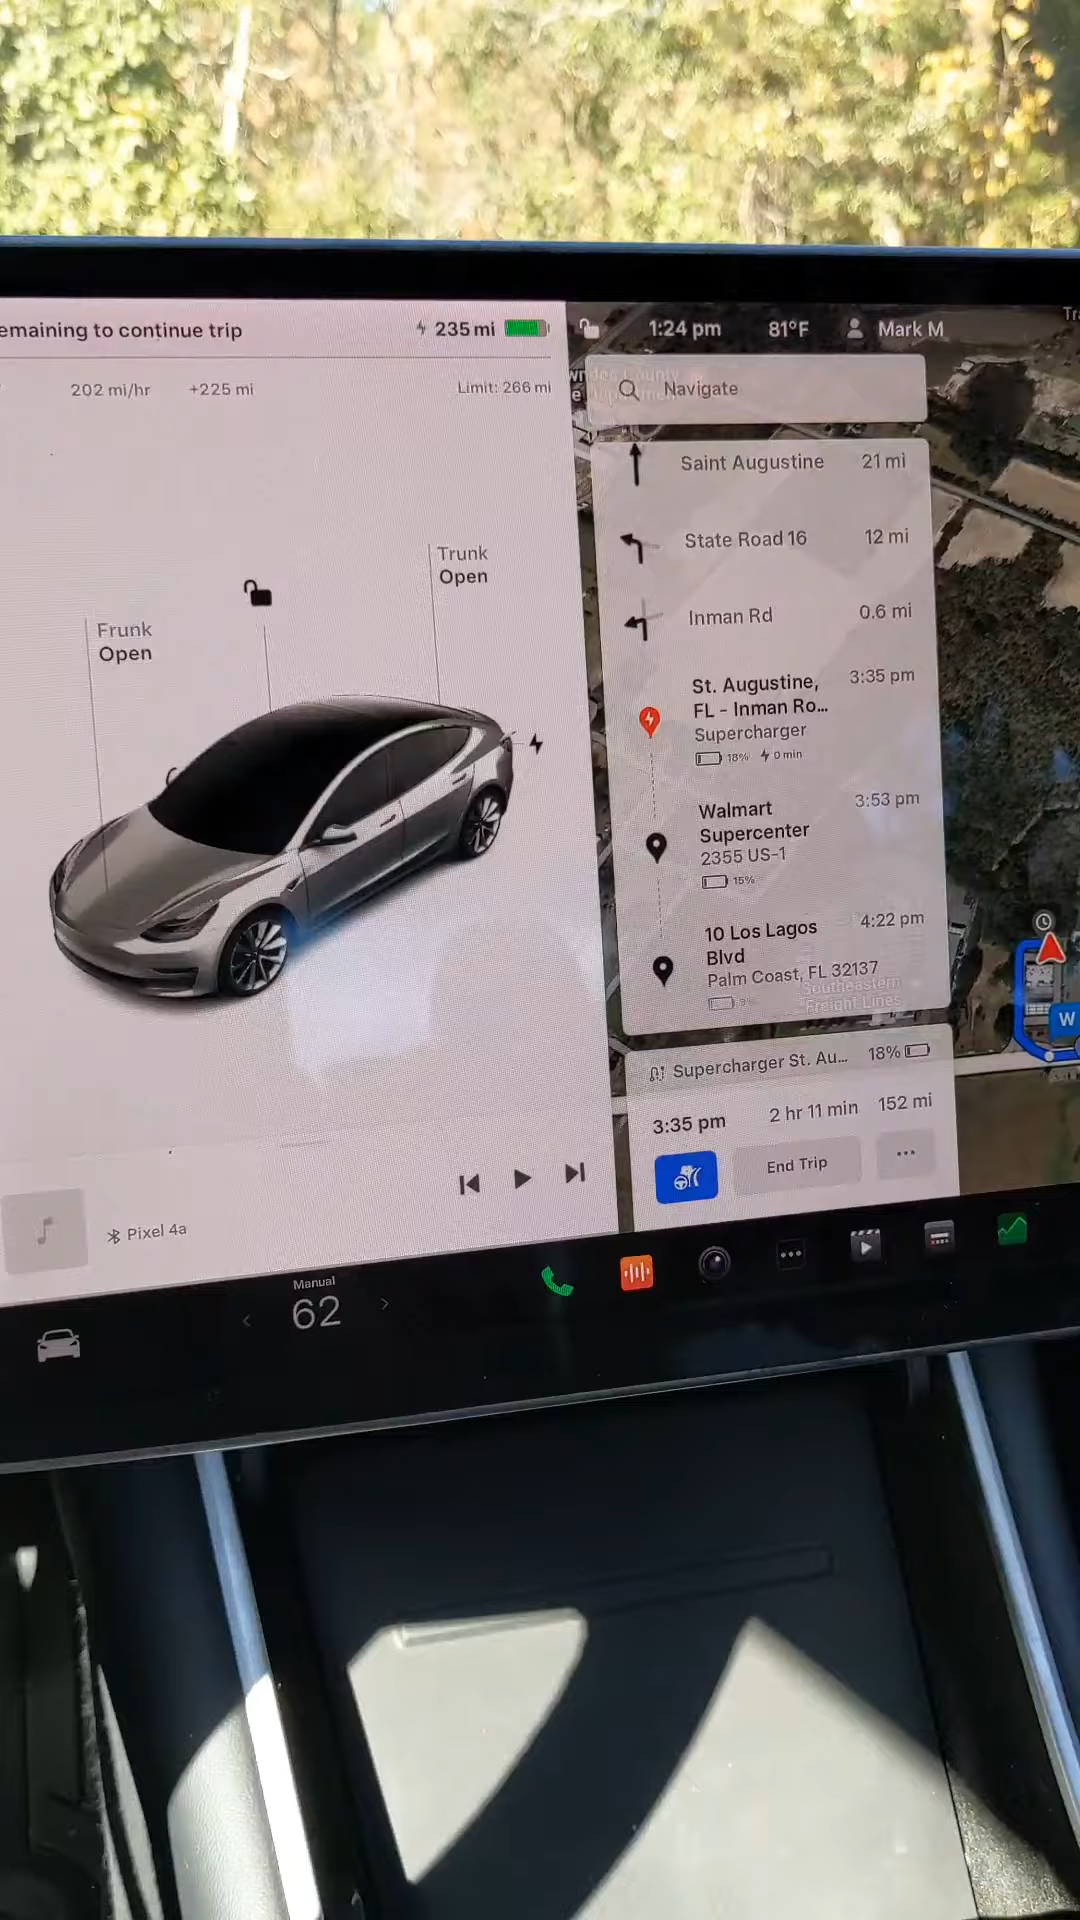 emaining to continue trip
235 mi
1:24 pm
81°F
Mark M
202 mi/hr
+225 mi
Limit: 266 mi
Navigate
Saint Augustine
21 mi
State Road 16
12 mi
Inman Rd
0.6 mi
St. Augustine,
3:35 pm
FL - Inman Ro...
Supercharger
18%
0 min
Walmart
3:53 pm
Supercenter
2355 US-1
15%
10 Los Lagos
4:22 pm
Blvd
Palm Coast, FL 32137
Southeastern
Freight Lines
Supercharger St. Au...
18%
3:35 pm
2 hr 11 min
152 mi
End Trip
Trunk
Open
Frunk
Open
Pixel 4a
Manual
62
W